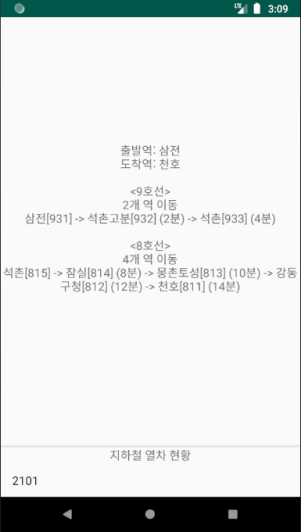 LTE 3:09
출발역: 삼전
도착역: 천호
<9호선>
2개 역 이동
삼전[931] -> 석촌고분[932] (2분) -> 석촌[933] (4분)
<8호선>
4개 역 이동
석촌[815] -> 잠실[814] (8분) -> 몽촌토성[813] (10분) -> 강동
구청[812] (12분) -> 천호[811] (14분)
지하철 열차 현황
2101